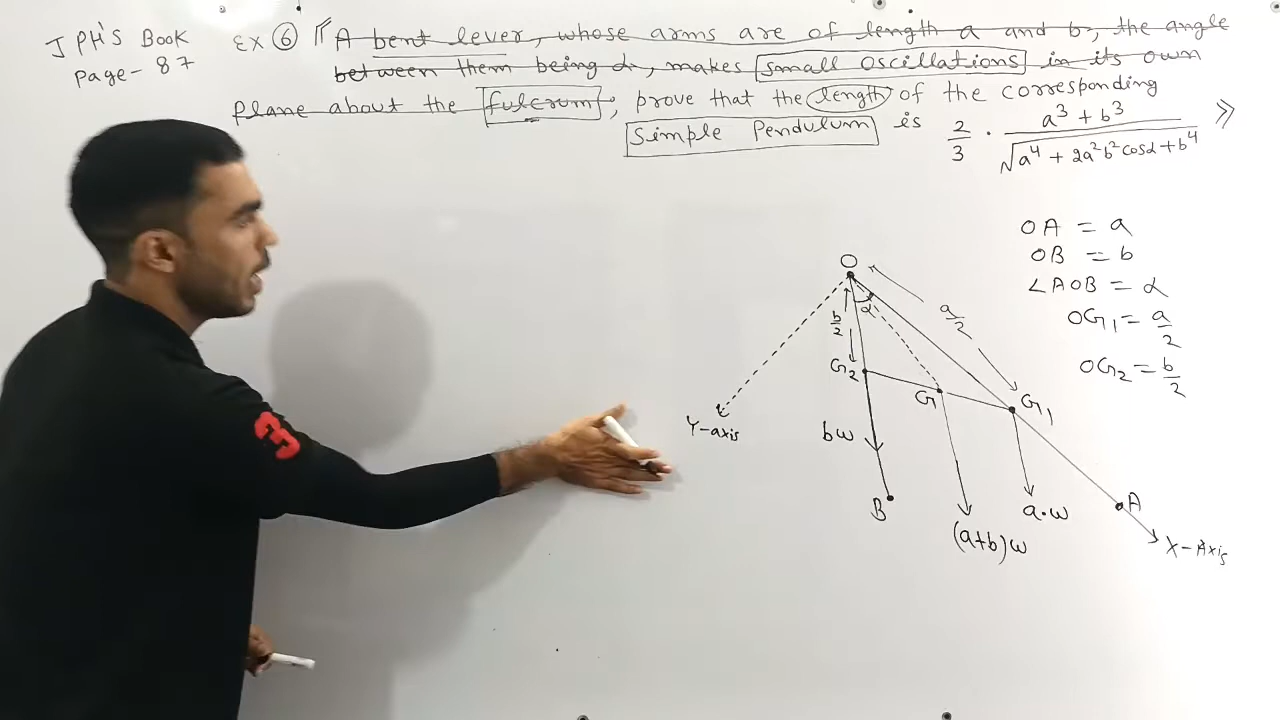 JPH'S Book
page- 87
Ex 6 "A bent lever, whose arms are of length a and b, the angle
between them being α, makes small oscillations in its own
plane about the fulcrum, prove that the length of the corresponding
simple Pendulum is 2/3 · (a³ + b³)/√(a⁴ + 2a²b²cosα + b⁴) »
OA = a
OB = b
∠AOB = α
OG₁ = a/2
OG₂ = b/2
O
α
a/2
b/2
G₂
G
G₁
Y-axis
bω
B
A
a·ω
(a+b)ω
X-Axis
3